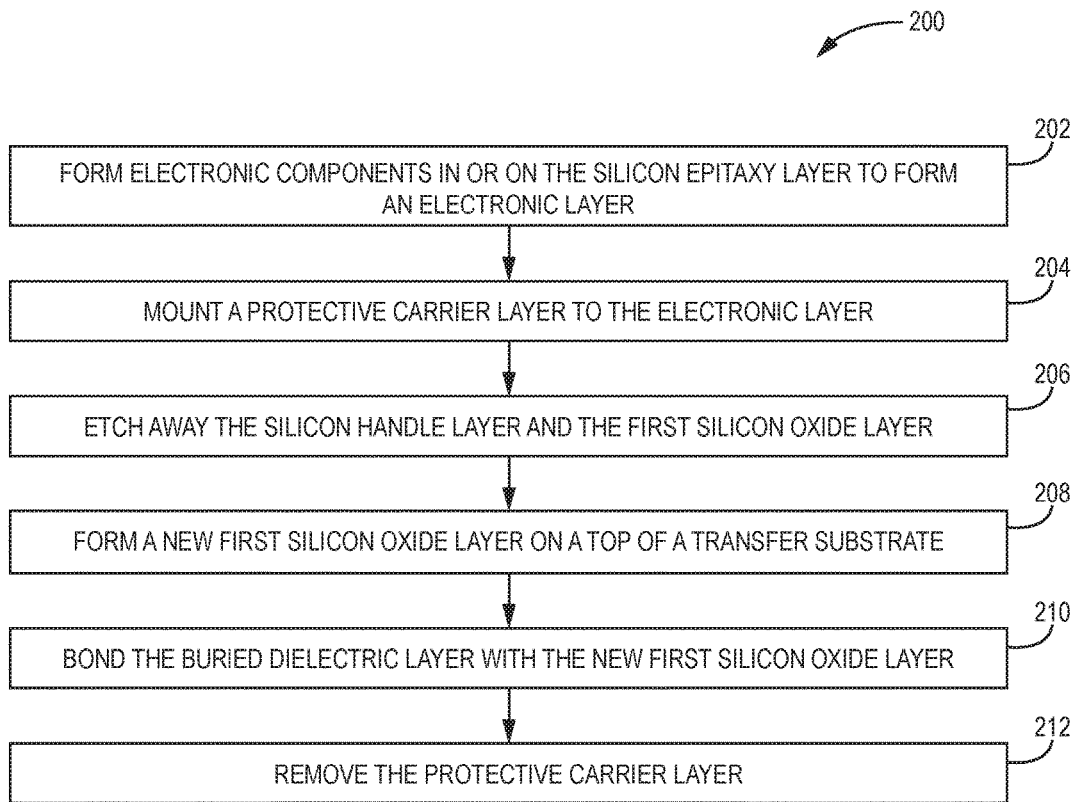 200
202
FORM ELECTRONIC COMPONENTS IN OR ON THE SILICON EPITAXY LAYER TO FORM
AN ELECTRONIC LAYER
204
MOUNT A PROTECTIVE CARRIER LAYER TO THE ELECTRONIC LAYER
206
ETCH AWAY THE SILICON HANDLE LAYER AND THE FIRST SILICON OXIDE LAYER
208
FORM A NEW FIRST SILICON OXIDE LAYER ON A TOP OF A TRANSFER SUBSTRATE
210
BOND THE BURIED DIELECTRIC LAYER WITH THE NEW FIRST SILICON OXIDE LAYER
212
REMOVE THE PROTECTIVE CARRIER LAYER